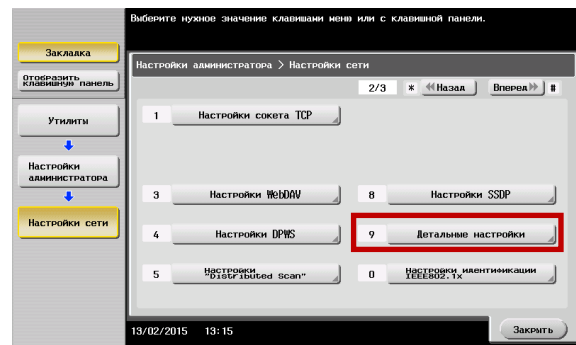 Выберите нужное значение клавишами меню или с клавишной панели.
Закладка
Отобразить
клавишную панель
Утилиты
Настройки
администратора
Настройки сети
Настройки администратора > Настройки сети
2/3 * Назад Вперед #
1 Настройки сокета TCP
3 Настройки WebDAV
8 Настройки SSDP
4 Настройки DPWS
9 Детальные настройки
5 Настройки
"Distributed Scan"
0 Настройки идентификации
IEEE802.1x
13/02/2015 13:15
Закрыть